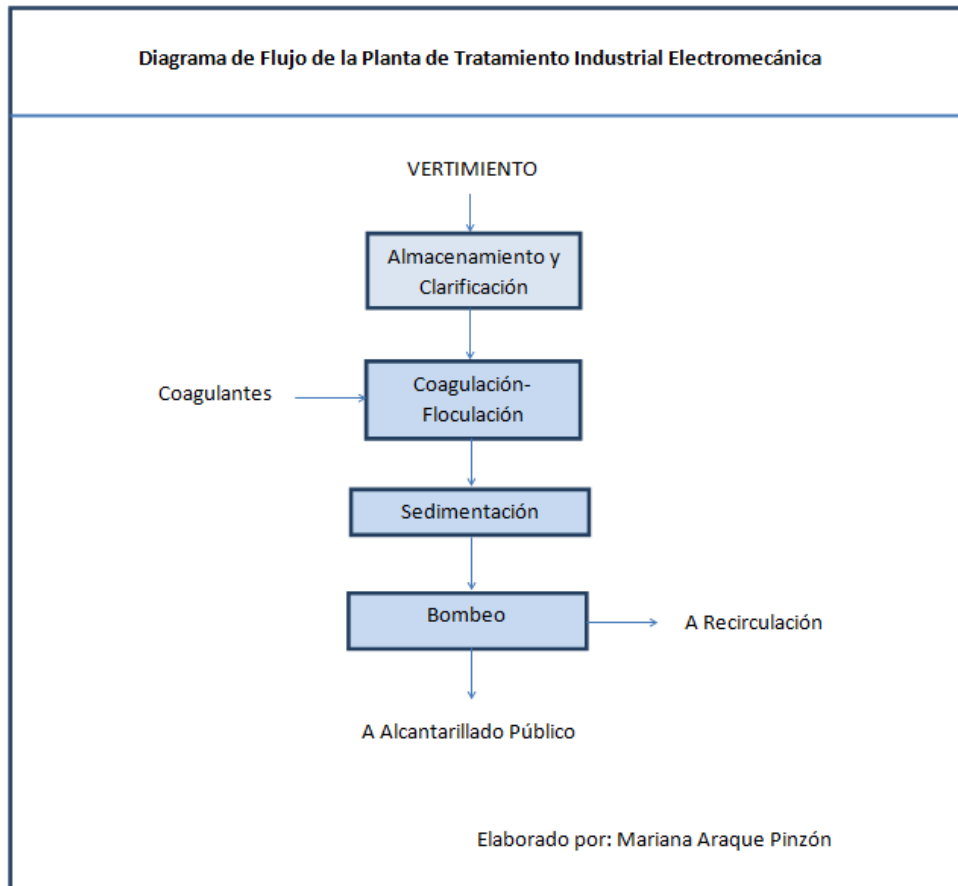 Diagrama de Flujo de la Planta de Tratamiento Industrial Electromecánica
VERTIMIENTO
Almacenamiento y
Clarificación
Coagulantes
Coagulación-
Floculación
Sedimentación
Bombeo
A Recirculación
A Alcantarillado Público
Elaborado por: Mariana Araque Pinzón